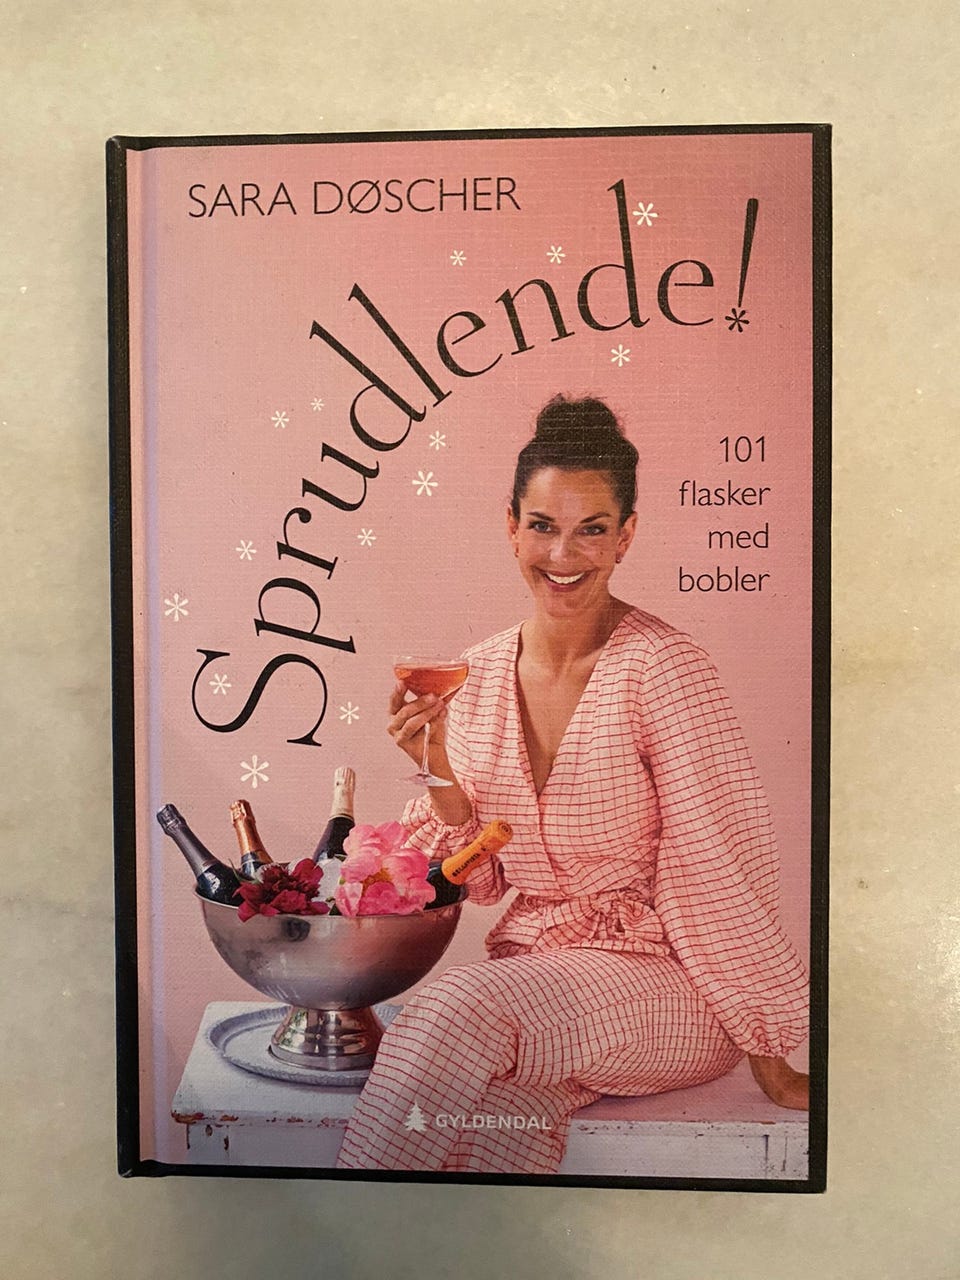 SARA DØSCHER
Sprudlende!
101
flasker
med
bobler
GYLDENDAL